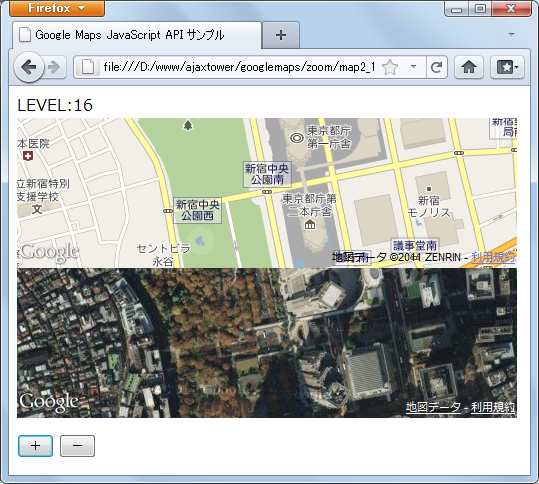 Firefox
Google Maps JavaScript API サンプル
file:///D:/www/ajaxtower/googlemaps/zoom/map2_1
LEVEL:16
本医院
立新宿特別
支援学校
新宿中央
公園西
セントビラ
永谷
新宿中央
公園南
東京都庁
第一庁舎
東京都庁第
二本庁舎
新宿
モノリス
議事堂南
局前
Google
地図データ ©2011 ZENRIN - 利用規約
Google
地図データ - 利用規約
+
−